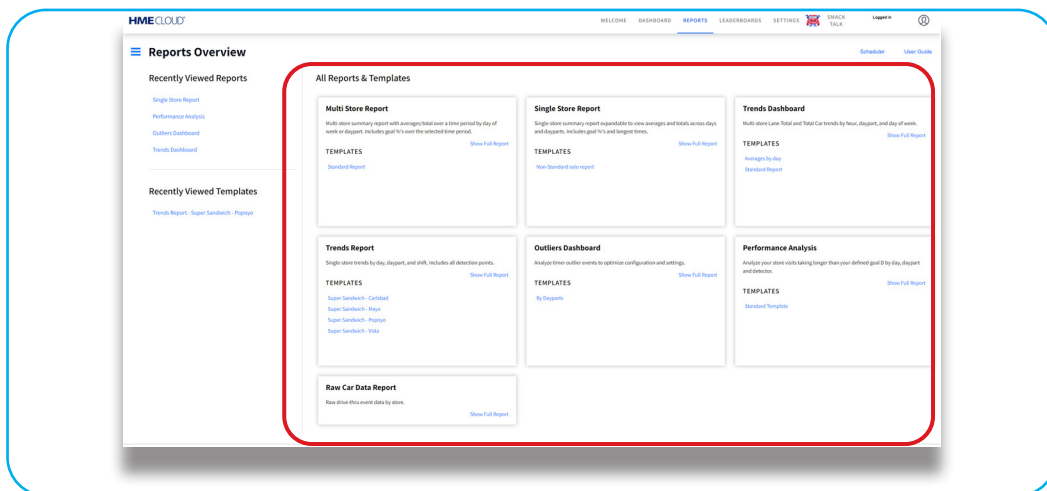 HME CLOUD®
WELCOME DASHBOARD REPORTS LEADERBOARDS SETTINGS SMACK TALK Logged in
Reports Overview
Scheduler User Guide
Recently Viewed Reports
Single Store Report
Performance Analysis
Outliers Dashboard
Trends Dashboard
Recently Viewed Templates
Trends Report - Super Sandwich - Popoyo
All Reports & Templates
Multi Store Report
Multi-store summary report with averages/total over a time period by day of
week or daypart. Includes goal %'s over the selected time period.
Show Full Report
TEMPLATES
Standard Report
Single Store Report
Single-store summary report expandable to view averages and totals across days
and dayparts. Includes goal %'s and longest times.
Show Full Report
TEMPLATES
Non-Standard solo report
Trends Dashboard
Multi-store Lane Total and Total Car trends by hour, daypart, and day of week.
Show Full Report
TEMPLATES
Averages by day
Standard Report
Trends Report
Single-store trends by day, daypart, and shift. Includes all detection points.
Show Full Report
TEMPLATES
Super Sandwich - Carlsbad
Super Sandwich - Maya
Super Sandwich - Popoyo
Super Sandwich - Vista
Outliers Dashboard
Analyze timer outlier events to optimize configuration and settings.
Show Full Report
TEMPLATES
By Dayparts
Performance Analysis
Analyze your store visits taking longer than your defined goal D by day, daypart
and detector.
Show Full Report
TEMPLATES
Standard Template
Raw Car Data Report
Raw drive-thru event data by store.
Show Full Report